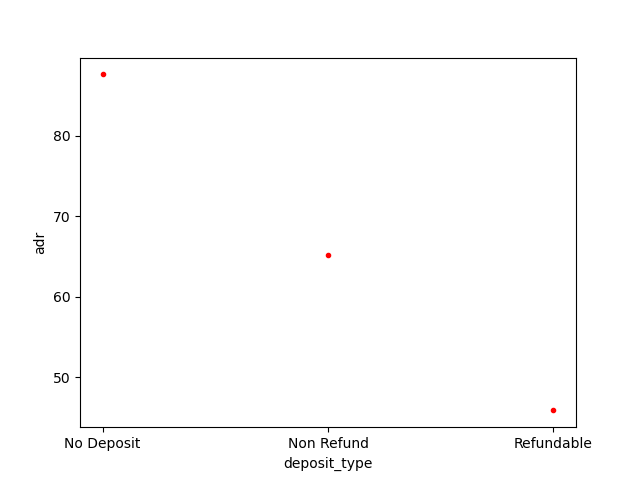 80
70
60
50
adr
No Deposit
Non Refund
Refundable
deposit_type